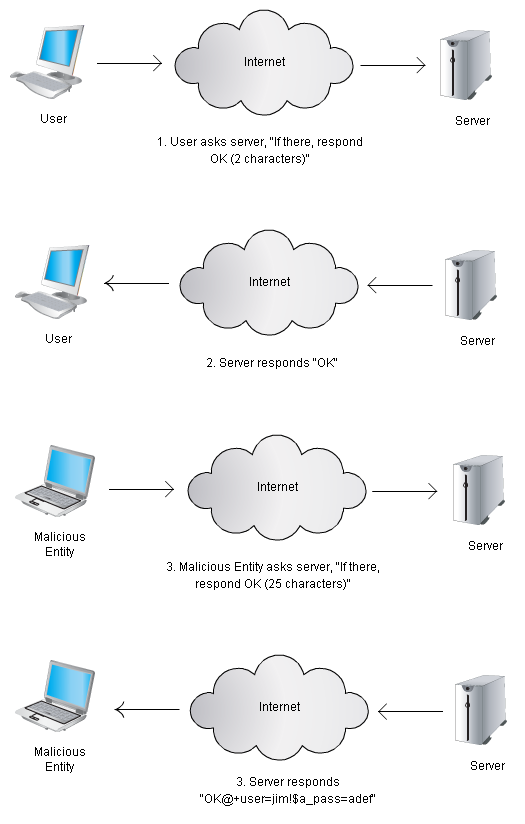 Internet
User
Server
1. User asks server, "If there, respond
OK (2 characters)"
Internet
User
Server
2. Server responds "OK"
Internet
Malicious
Entity
Server
3. Malicious Entity asks server, "If there,
respond OK (25 characters)"
Internet
Malicious
Entity
Server
3. Server responds
"OK@+user=jim!$a_pass=adef"